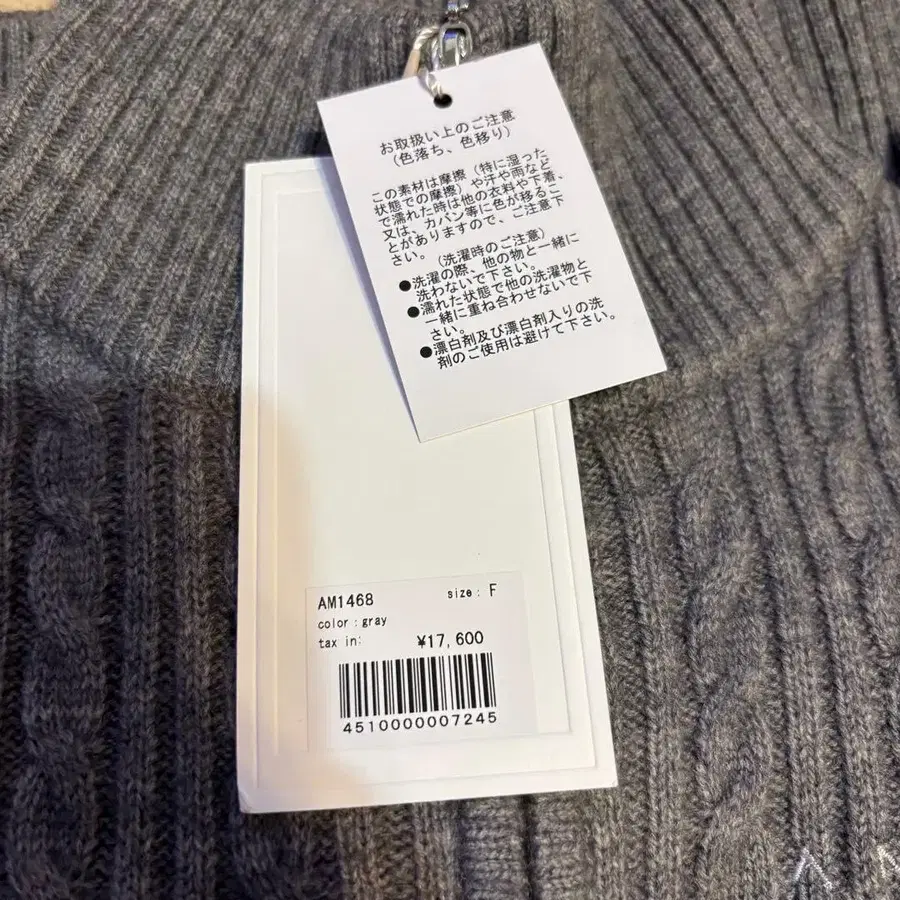 お取扱い上のご注意
(色落ち、色移り)
この素材は摩擦(特に湿った
状態での摩擦)や汗や雨など
で濡れた時は他の衣料や下着、
又は、カバン等に色が移るこ
とがありますので、ご注意下
さい。(洗濯時のご注意)
●洗濯の際、他の物と一緒に
洗わないで下さい。
●濡れた状態で他の洗濯物と
一緒に重ね合わせないで下
さい。
●漂白剤及び漂白剤入りの洗
剤のご使用は避けて下さい。
AM1468 size: F
color:gray
tax in: ¥17,600
4510000007245